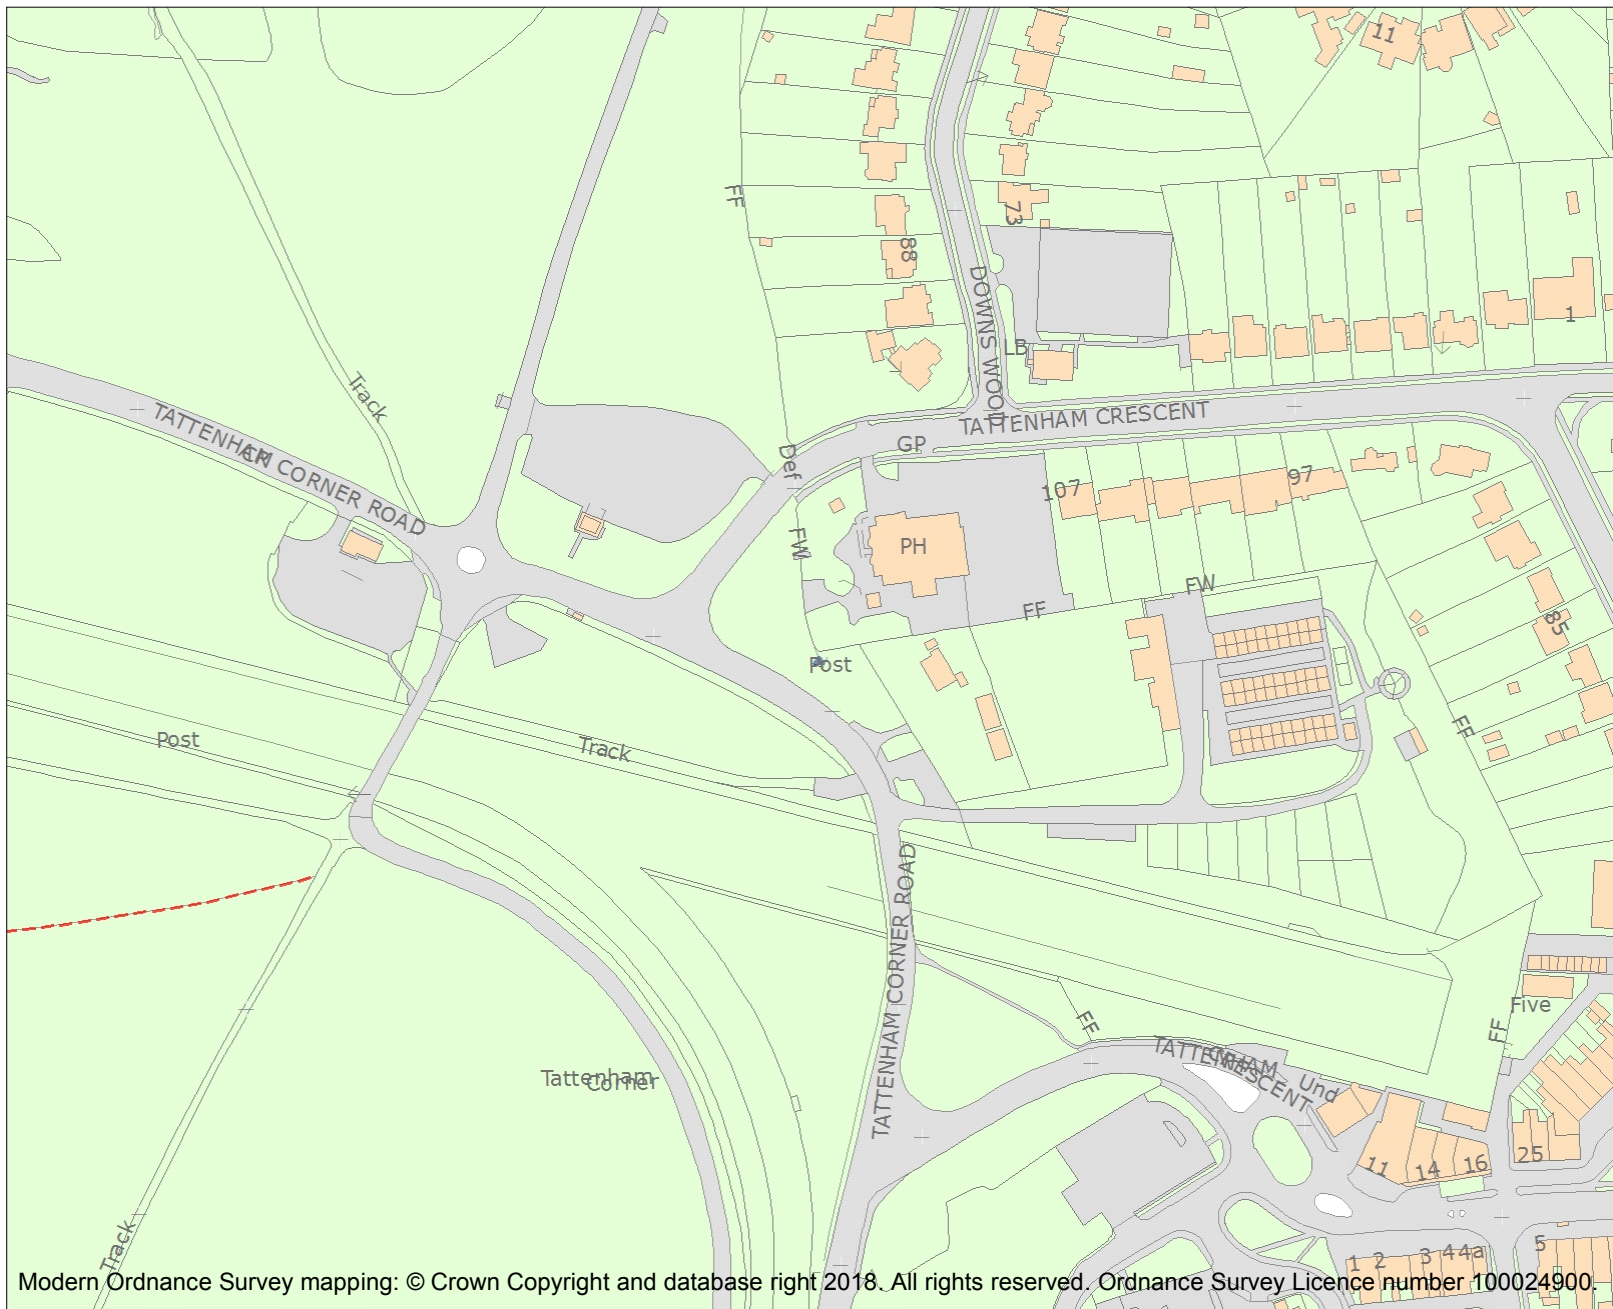 11
FF
73
88
DOWNS WOOD
1
LB
Track
TATTENHAM CORNER ROAD
TATTENHAM CRESCENT
GP
Def
97
107
FW
PH
FW
FF
85
Post
FF
Post
Track
TATTENHAM CORNER ROAD
Five
FF
FF
TATTENHAM
CRESCENT
Tattenham
Corner
Und
11
14
16
25
Track
1
2
3
4
4a
5
Modern Ordnance Survey mapping: © Crown Copyright and database right 2018. All rights reserved. Ordnance Survey Licence number 100024900.